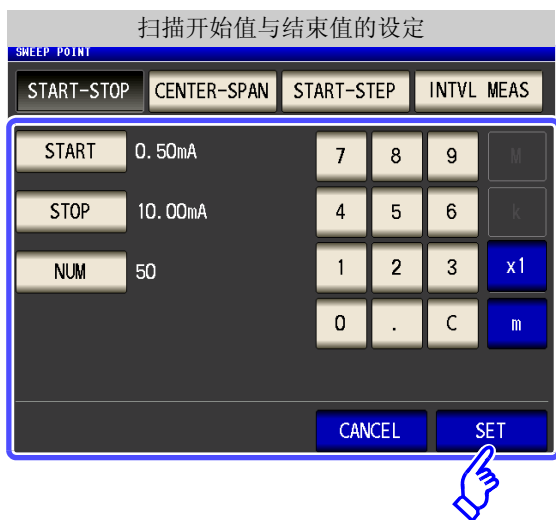 扫描开始值与结束值的设定
SWEEP POINT
START-STOP CENTER-SPAN START-STEP INTVL MEAS
START 0.50mA 7 8 9 M
STOP 10.00mA 4 5 6 k
NUM 50 1 2 3 x1
0 . C m
CANCEL SET